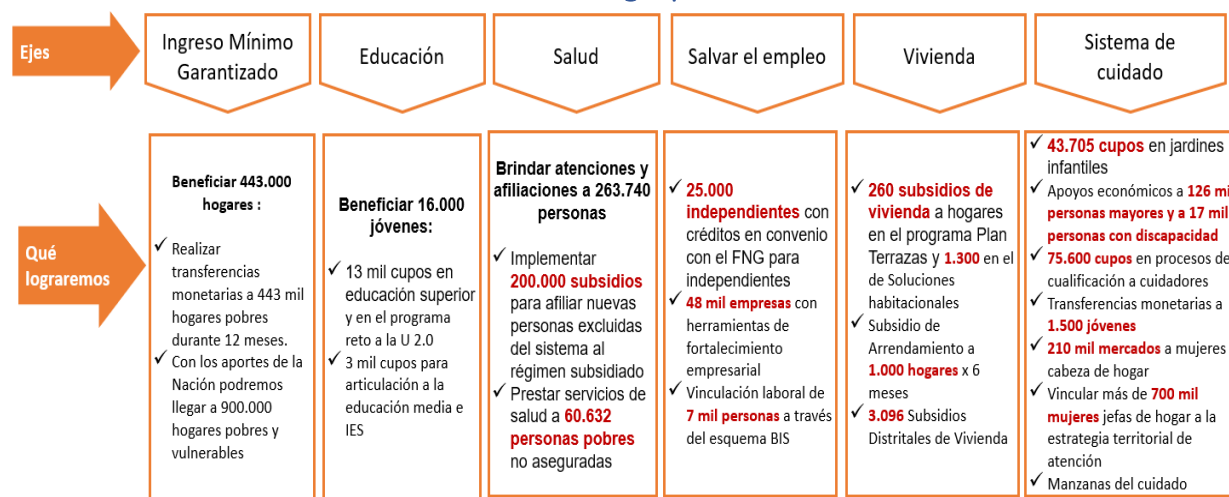 Ejes
Ingreso Mínimo
Garantizado
Educación
Salud
Salvar el empleo
Vivienda
Sistema de
cuidado
Qué
lograremos
Beneficiar 443.000
hogares :
✓ Realizar
transferencias
monetarias a 443 mil
hogares pobres
durante 12 meses.
✓ Con los aportes de la
Nación podremos
llegar a 900.000
hogares pobres y
vulnerables
Beneficiar 16.000
jóvenes:
✓ 13 mil cupos en
educación superior
y en el programa
reto a la U 2.0
✓ 3 mil cupos para
articulación a la
educación media e
IES
Brindar atenciones y
afiliaciones a 263.740
personas
✓ Implementar
200.000 subsidios
para afiliar nuevas
personas excluidas
del sistema al
régimen subsidiado
✓ Prestar servicios de
salud a 60.632
personas pobres
no aseguradas
✓ 25.000
independientes con
créditos en convenio
con el FNG para
independientes
✓ 48 mil empresas con
herramientas de
fortalecimiento
empresarial
✓ Vinculación laboral de
7 mil personas a través
del esquema BIS
✓ 260 subsidios de
vivienda a hogares
en el programa Plan
Terrazas y 1.300 en el
de Soluciones
habitacionales
✓ Subsidio de
Arrendamiento a
1.000 hogares x 6
meses
✓ 3.096 Subsidios
Distritales de Vivienda
✓ 43.705 cupos en jardines
infantiles
✓ Apoyos económicos a 126 mil
personas mayores y a 17 mil
personas con discapacidad
✓ 75.600 cupos en procesos de
cualificación a cuidadores
✓ Transferencias monetarias a
1.500 jóvenes
✓ 210 mil mercados a mujeres
cabeza de hogar
✓ Vincular más de 700 mil
mujeres jefas de hogar a la
estrategia territorial de
atención
✓ Manzanas del cuidado